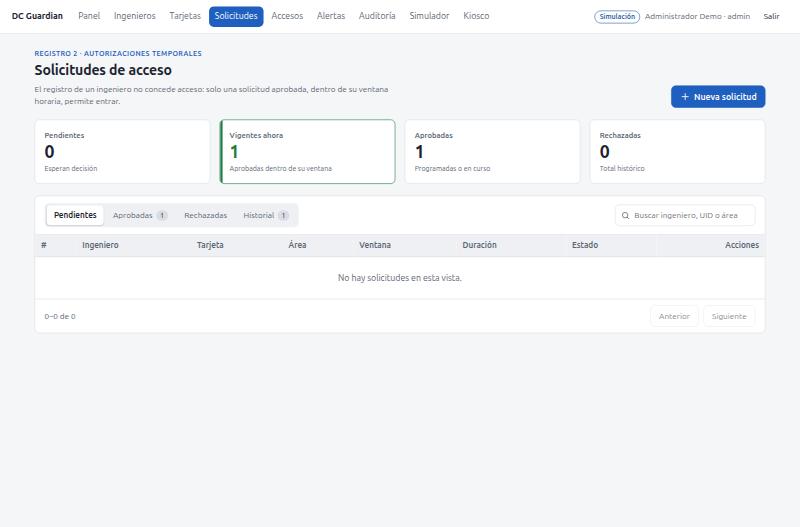 DC Guardian Panel Ingenieros Tarjetas Solicitudes Accesos Alertas Auditoría Simulador Kiosco Simulación Administrador Demo · admin Salir
REGISTRO 2 · AUTORIZACIONES TEMPORALES
Solicitudes de acceso
El registro de un ingeniero no concede acceso: solo una solicitud aprobada, dentro de su ventana
horaria, permite entrar.
+ Nueva solicitud
Pendientes
0
Esperan decisión
Vigentes ahora
1
Aprobadas dentro de su ventana
Aprobadas
1
Programadas o en curso
Rechazadas
0
Total histórico
Pendientes Aprobadas 1 Rechazadas Historial 1
Buscar ingeniero, UID o área
# Ingeniero Tarjeta Área Ventana Duración Estado Acciones
No hay solicitudes en esta vista.
0–0 de 0
Anterior Siguiente